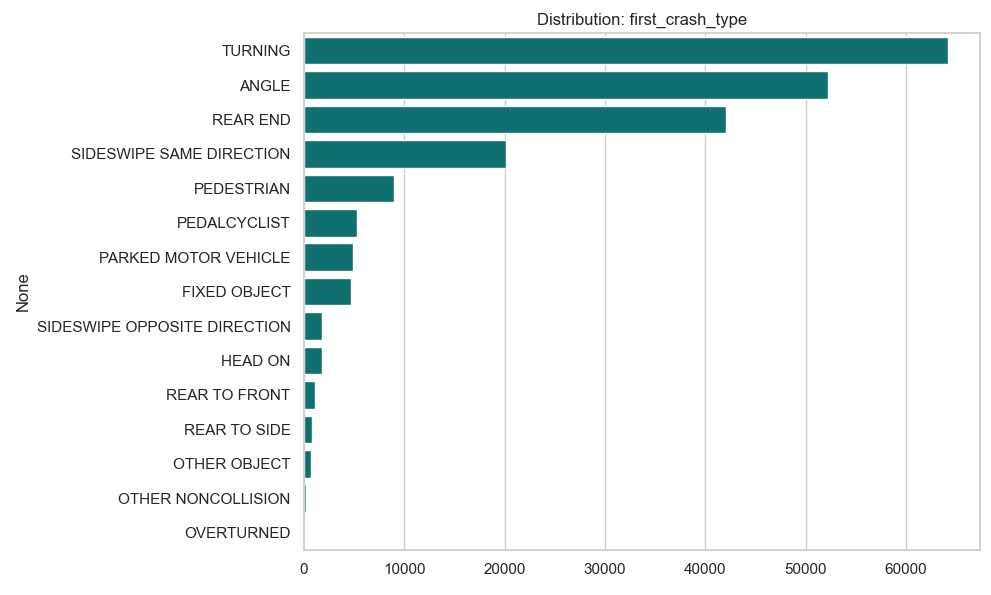 Distribution: first_crash_type
None
TURNING
ANGLE
REAR END
SIDESWIPE SAME DIRECTION
PEDESTRIAN
PEDALCYCLIST
PARKED MOTOR VEHICLE
FIXED OBJECT
SIDESWIPE OPPOSITE DIRECTION
HEAD ON
REAR TO FRONT
REAR TO SIDE
OTHER OBJECT
OTHER NONCOLLISION
OVERTURNED
0 10000 20000 30000 40000 50000 60000